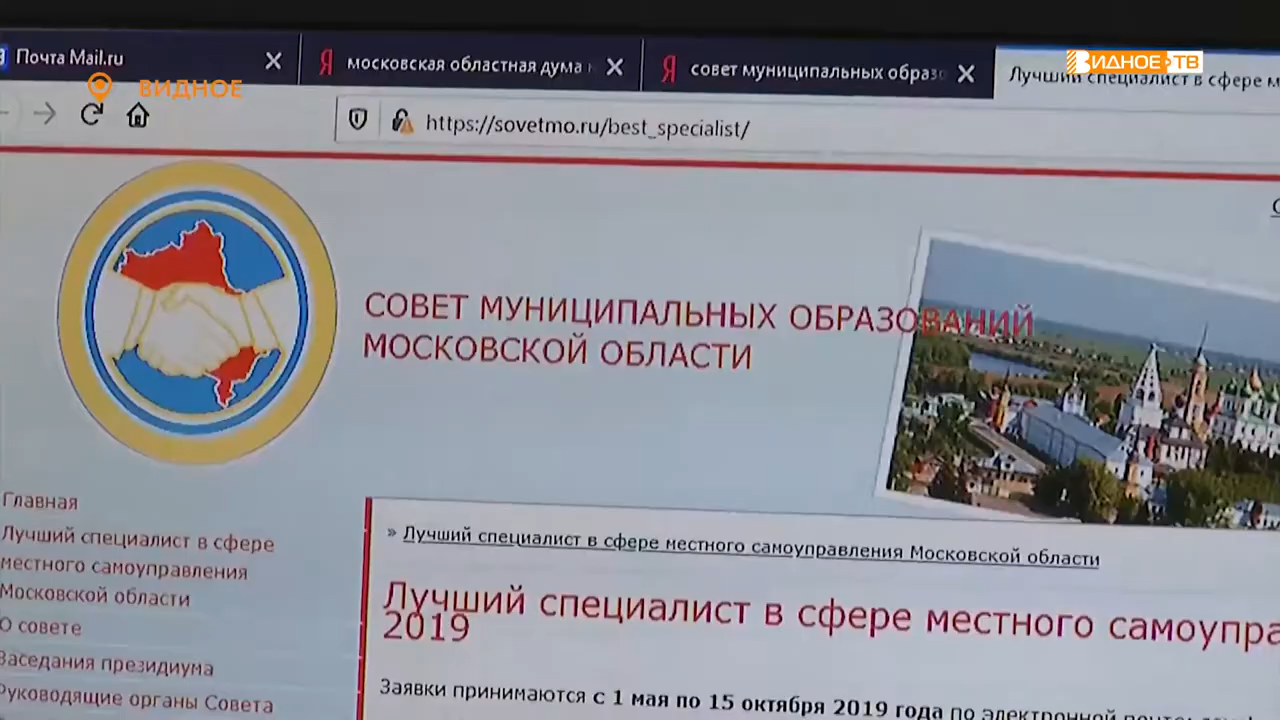 Почта Mail.ru
московская областная дума
совет муниципальных образо
Лучший специалист в сфере м
ВИДНОЕ ТВ
ВИДНОЕ
https://sovetmo.ru/best_specialist/
СОВЕТ МУНИЦИПАЛЬНЫХ ОБРАЗОВАНИЙ
МОСКОВСКОЙ ОБЛАСТИ
Главная
Лучший специалист в сфере
местного самоуправления
Московской области
О совете
Заседания президиума
Руководящие органы Совета
» Лучший специалист в сфере местного самоуправления Московской области
Лучший специалист в сфере местного самоупра
2019
Заявки принимаются с 1 мая по 15 октября 2019 года по электронной почте: